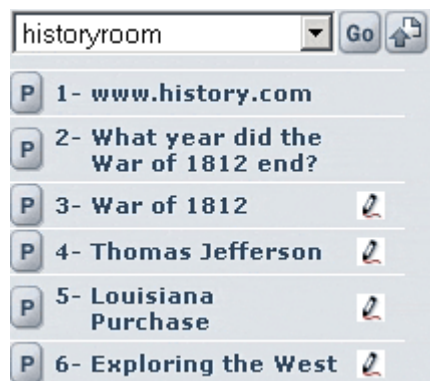 historyroom Go
P 1- www.history.com
P 2- What year did the
War of 1812 end?
P 3- War of 1812
P 4- Thomas Jefferson
P 5- Louisiana
Purchase
P 6- Exploring the West